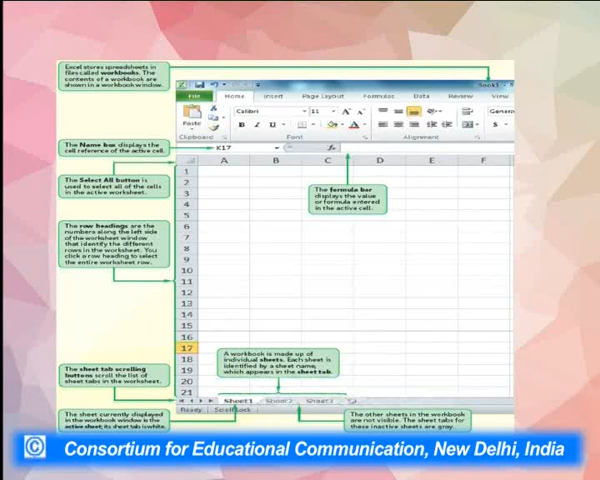 Excel stores spreadsheets in
files called workbooks. The
contents of a workbook are
shown in a workbook window.
Book1
File Home Insert Page Layout Formulas Data Review View
Calibri 11 A A General
Paste B I U $
Clipboard Font Alignment
The Name box displays the
cell reference of the active cell.
K17 fx
A B C D E F
The Select All button is
used to select all of the cells
in the active worksheet.
The formula bar
displays the value
or formula entered
in the active cell.
The row headings are the
numbers along the left side
of the worksheet window
that identify the different
rows in the worksheet. You
click a row heading to select
the entire worksheet row.
1
2
3
4
5
6
7
8
9
10
11
12
13
14
15
16
17
18
19
20
21
A workbook is made up of
individual sheets. Each sheet is
identified by a sheet name,
which appears in the sheet tab.
The sheet tab scrolling
buttons scroll the list of
sheet tabs in the worksheet.
Sheet1 Sheet2 Sheet3
Ready Scroll Lock
The sheet currently displayed
in the workbook window is the
active sheet; its sheet tab is white.
The other sheets in the workbook
are not visible. The sheet tabs for
these inactive sheets are gray.
© Consortium for Educational Communication, New Delhi, India